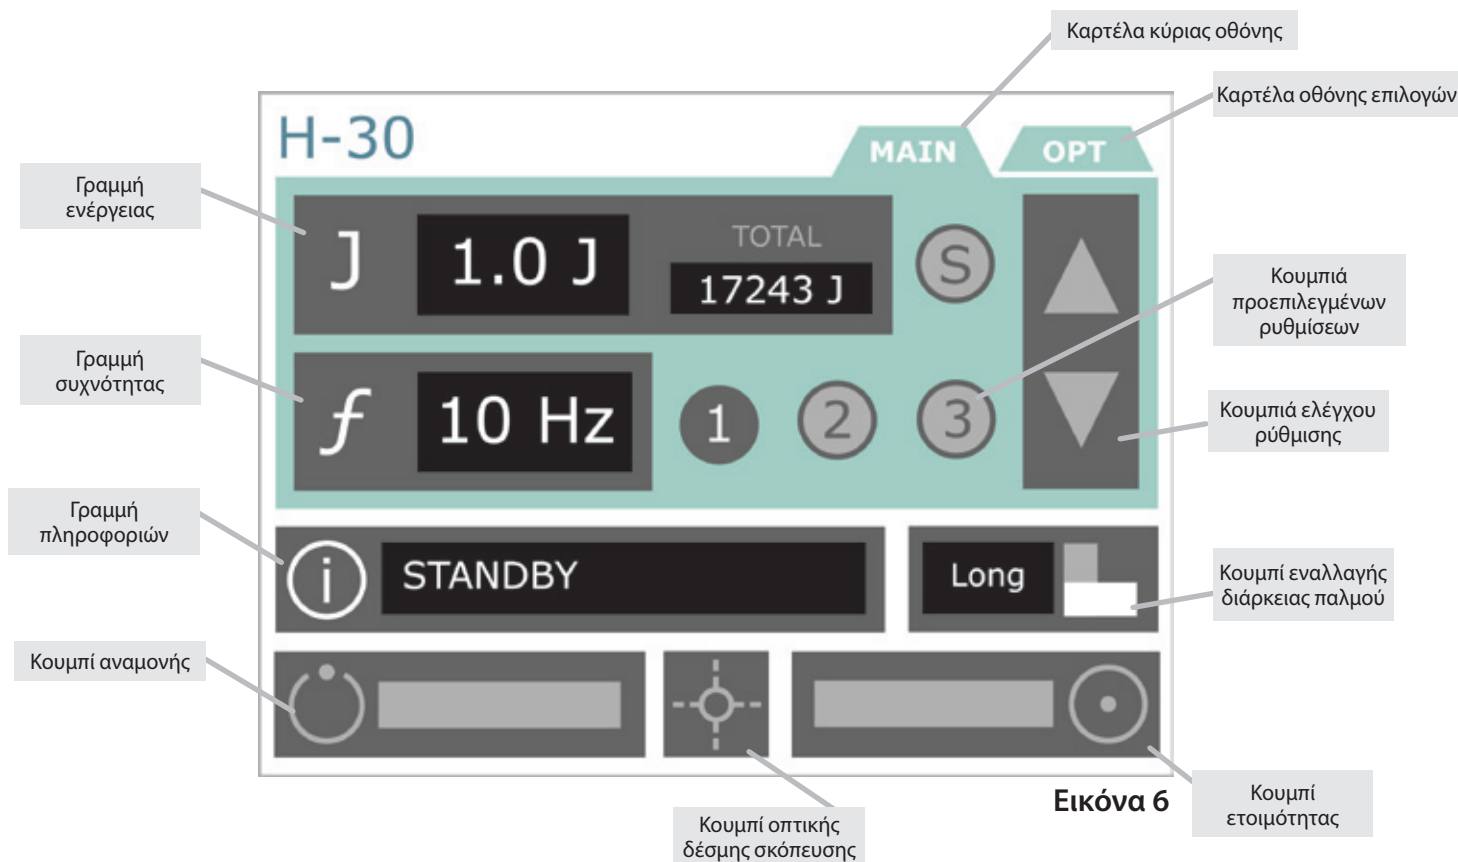 Καρτέλα κύριας οθόνης
Καρτέλα οθόνης επιλογών
H-30
MAIN
OPT
Γραμμή
ενέργειας
J
1.0 J
TOTAL
17243 J
S
Κουμπιά
προεπιλεγμένων
ρυθμίσεων
Γραμμή
συχνότητας
f
10 Hz
1
2
3
Κουμπιά ελέγχου
ρύθμισης
Γραμμή
πληροφοριών
i
STANDBY
Long
Κουμπί εναλλαγής
διάρκειας παλμού
Κουμπί αναμονής
Εικόνα 6
Κουμπί
ετοιμότητας
Κουμπί οπτικής
δέσμης σκόπευσης